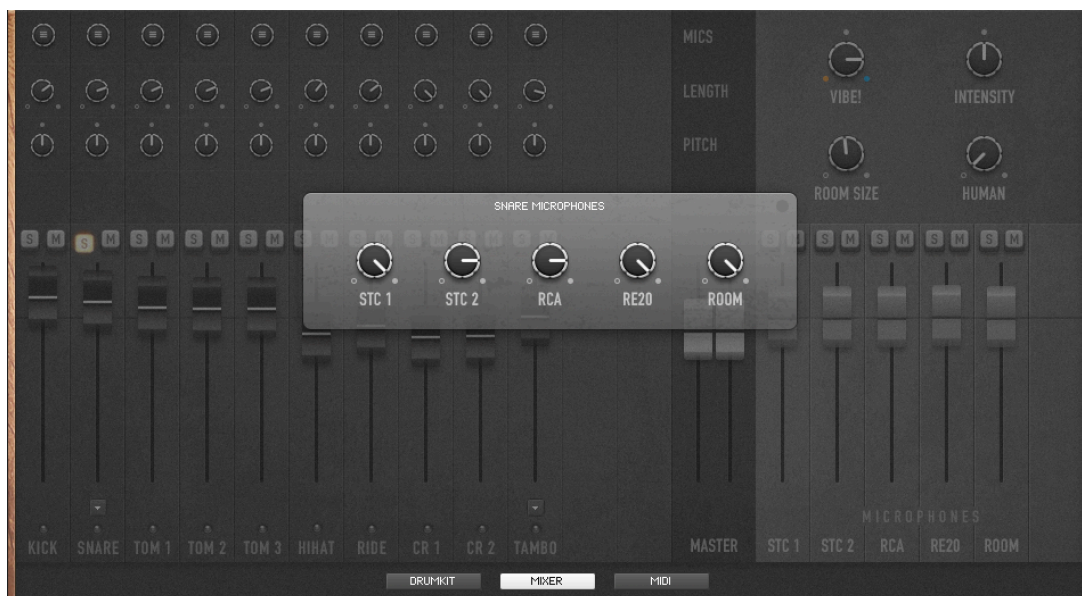 MICS
LENGTH
VIBE!
INTENSITY
PITCH
ROOM SIZE
HUMAN
SNARE MICROPHONES
STC 1 STC 2 RCA RE20 ROOM
S M S M S M S M S M S S M S M S M S M
MICROPHONES
KICK SNARE TOM 1 TOM 2 TOM 3 HIHAT RIDE CR 1 CR 2 TAMBO MASTER STC 1 STC 2 RCA RE20 ROOM
DRUMKIT MIXER MIDI